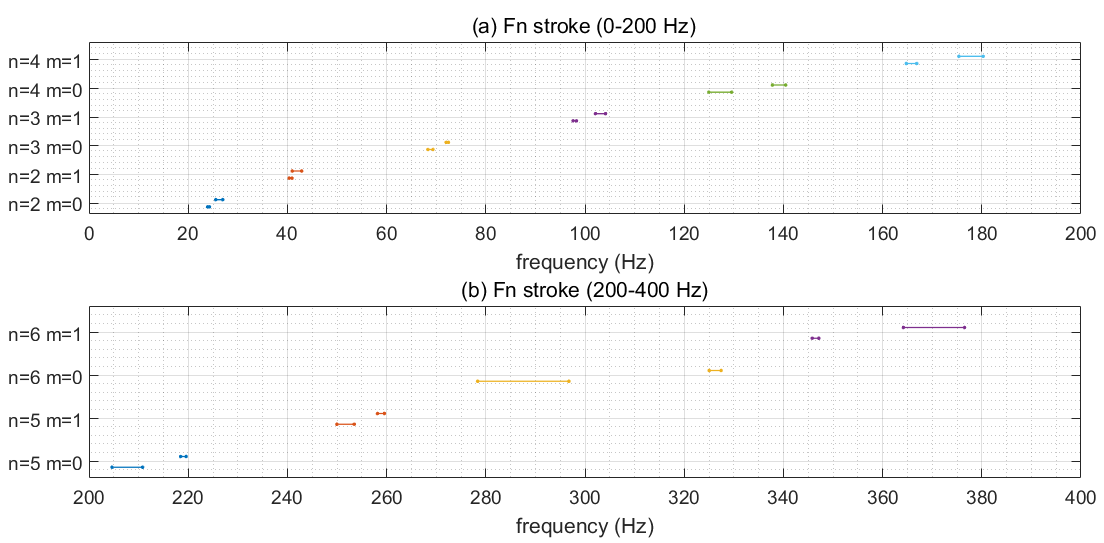 (a) Fn stroke (0-200 Hz)
n=4 m=1
n=4 m=0
n=3 m=1
n=3 m=0
n=2 m=1
n=2 m=0
0 20 40 60 80 100 120 140 160 180 200
frequency (Hz)
(b) Fn stroke (200-400 Hz)
n=6 m=1
n=6 m=0
n=5 m=1
n=5 m=0
200 220 240 260 280 300 320 340 360 380 400
frequency (Hz)